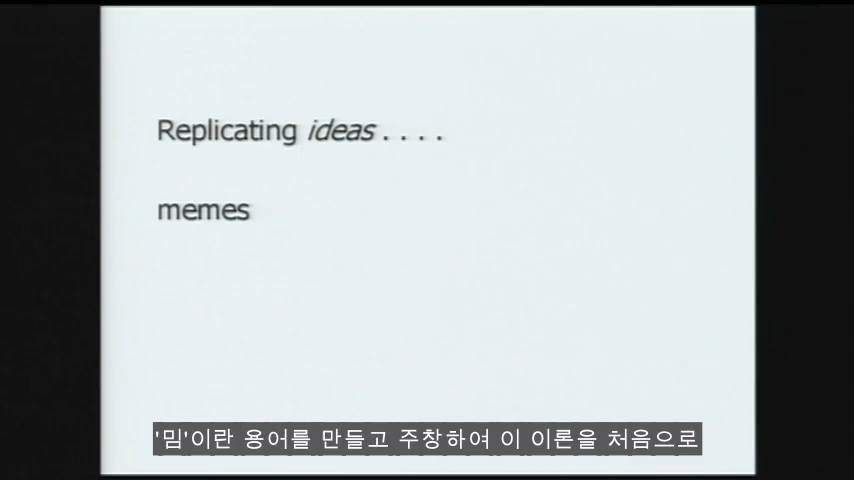 Replicating ideas . . . .
memes
'밈'이란 용어를 만들고 주창하여 이 이론을 처음으로